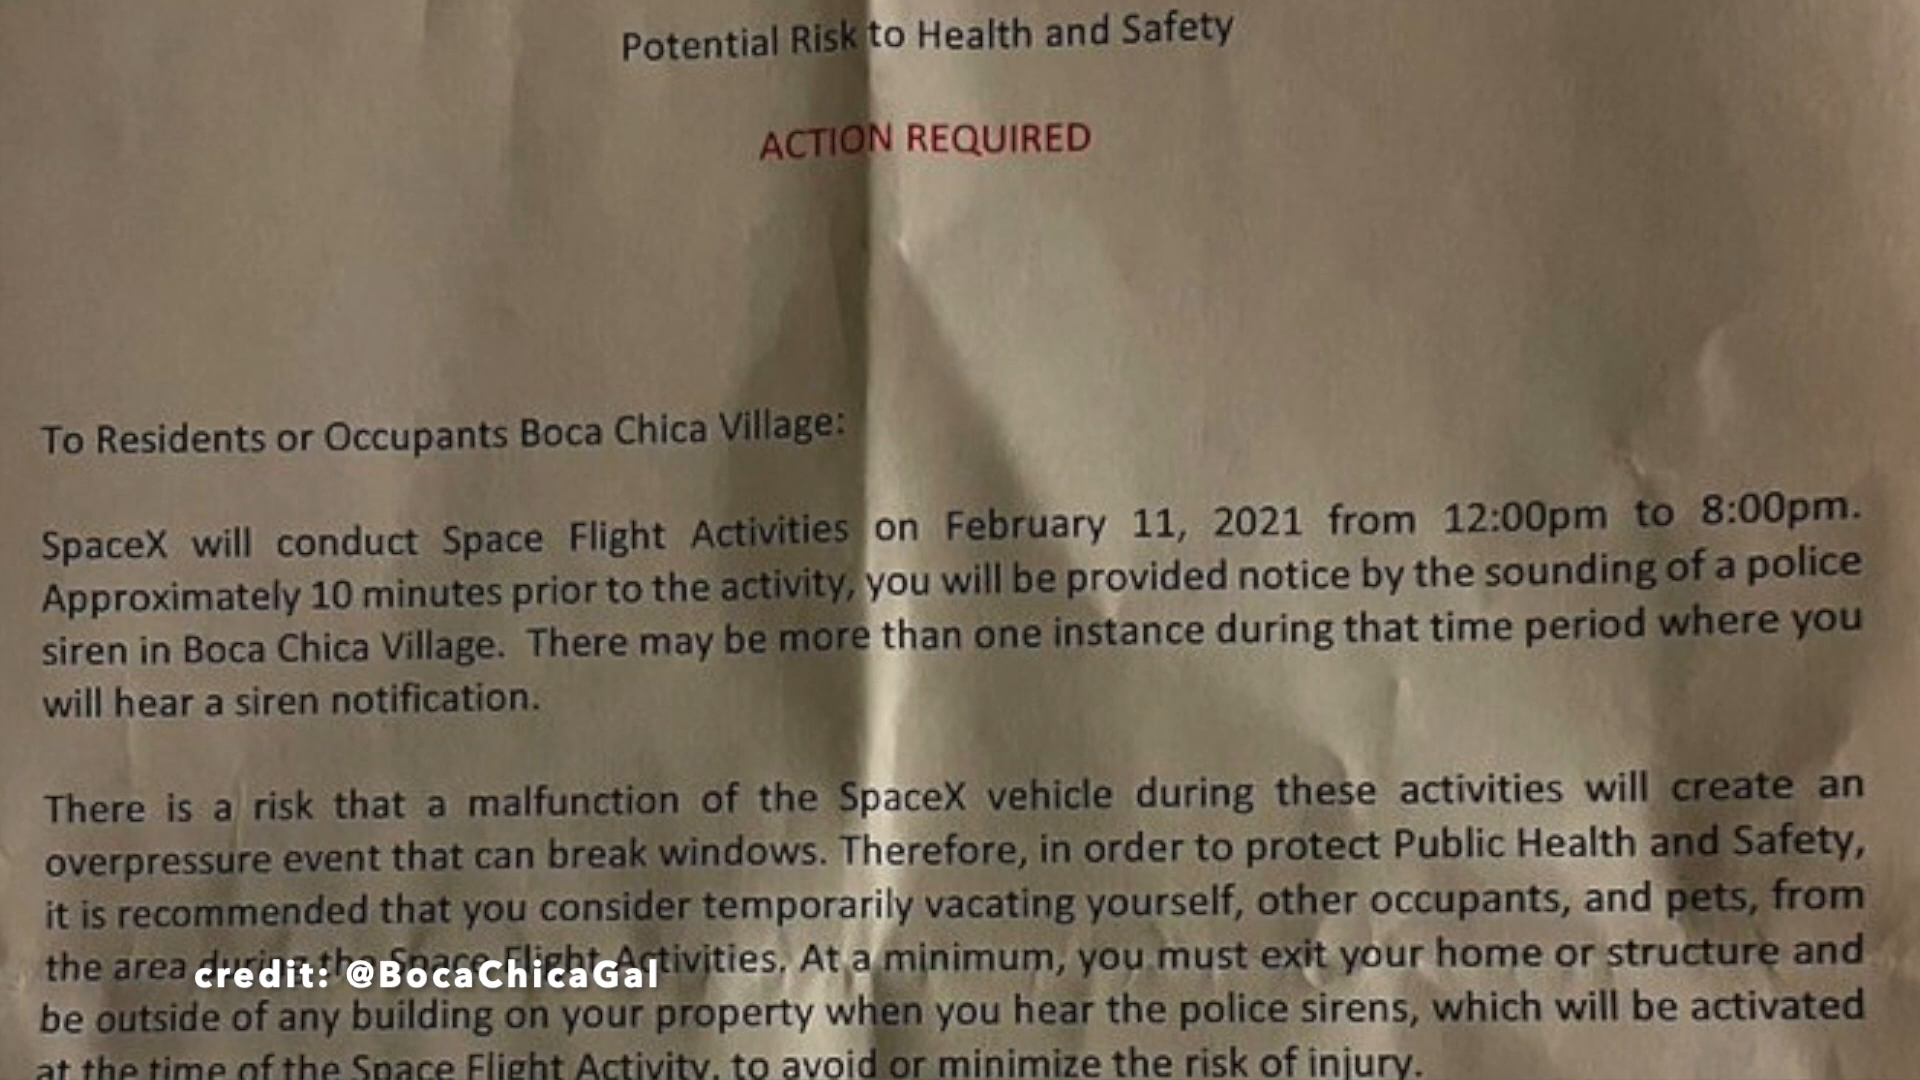 Potential Risk to Health and Safety
ACTION REQUIRED
To Residents or Occupants Boca Chica Village:
SpaceX will conduct Space Flight Activities on February 11, 2021 from 12:00pm to 8:00pm.
Approximately 10 minutes prior to the activity, you will be provided notice by the sounding of a police
siren in Boca Chica Village. There may be more than one instance during that time period where you
will hear a siren notification.
There is a risk that a malfunction of the SpaceX vehicle during these activities will create an
overpressure event that can break windows. Therefore, in order to protect Public Health and Safety,
it is recommended that you consider temporarily vacating yourself, other occupants, and pets, from
the area during the Space Flight Activities. At a minimum, you must exit your home or structure and
credit: @BocaChicaGal
be outside of any building on your property when you hear the police sirens, which will be activated
at the time of the Space Flight Activity, to avoid or minimize the risk of injury.